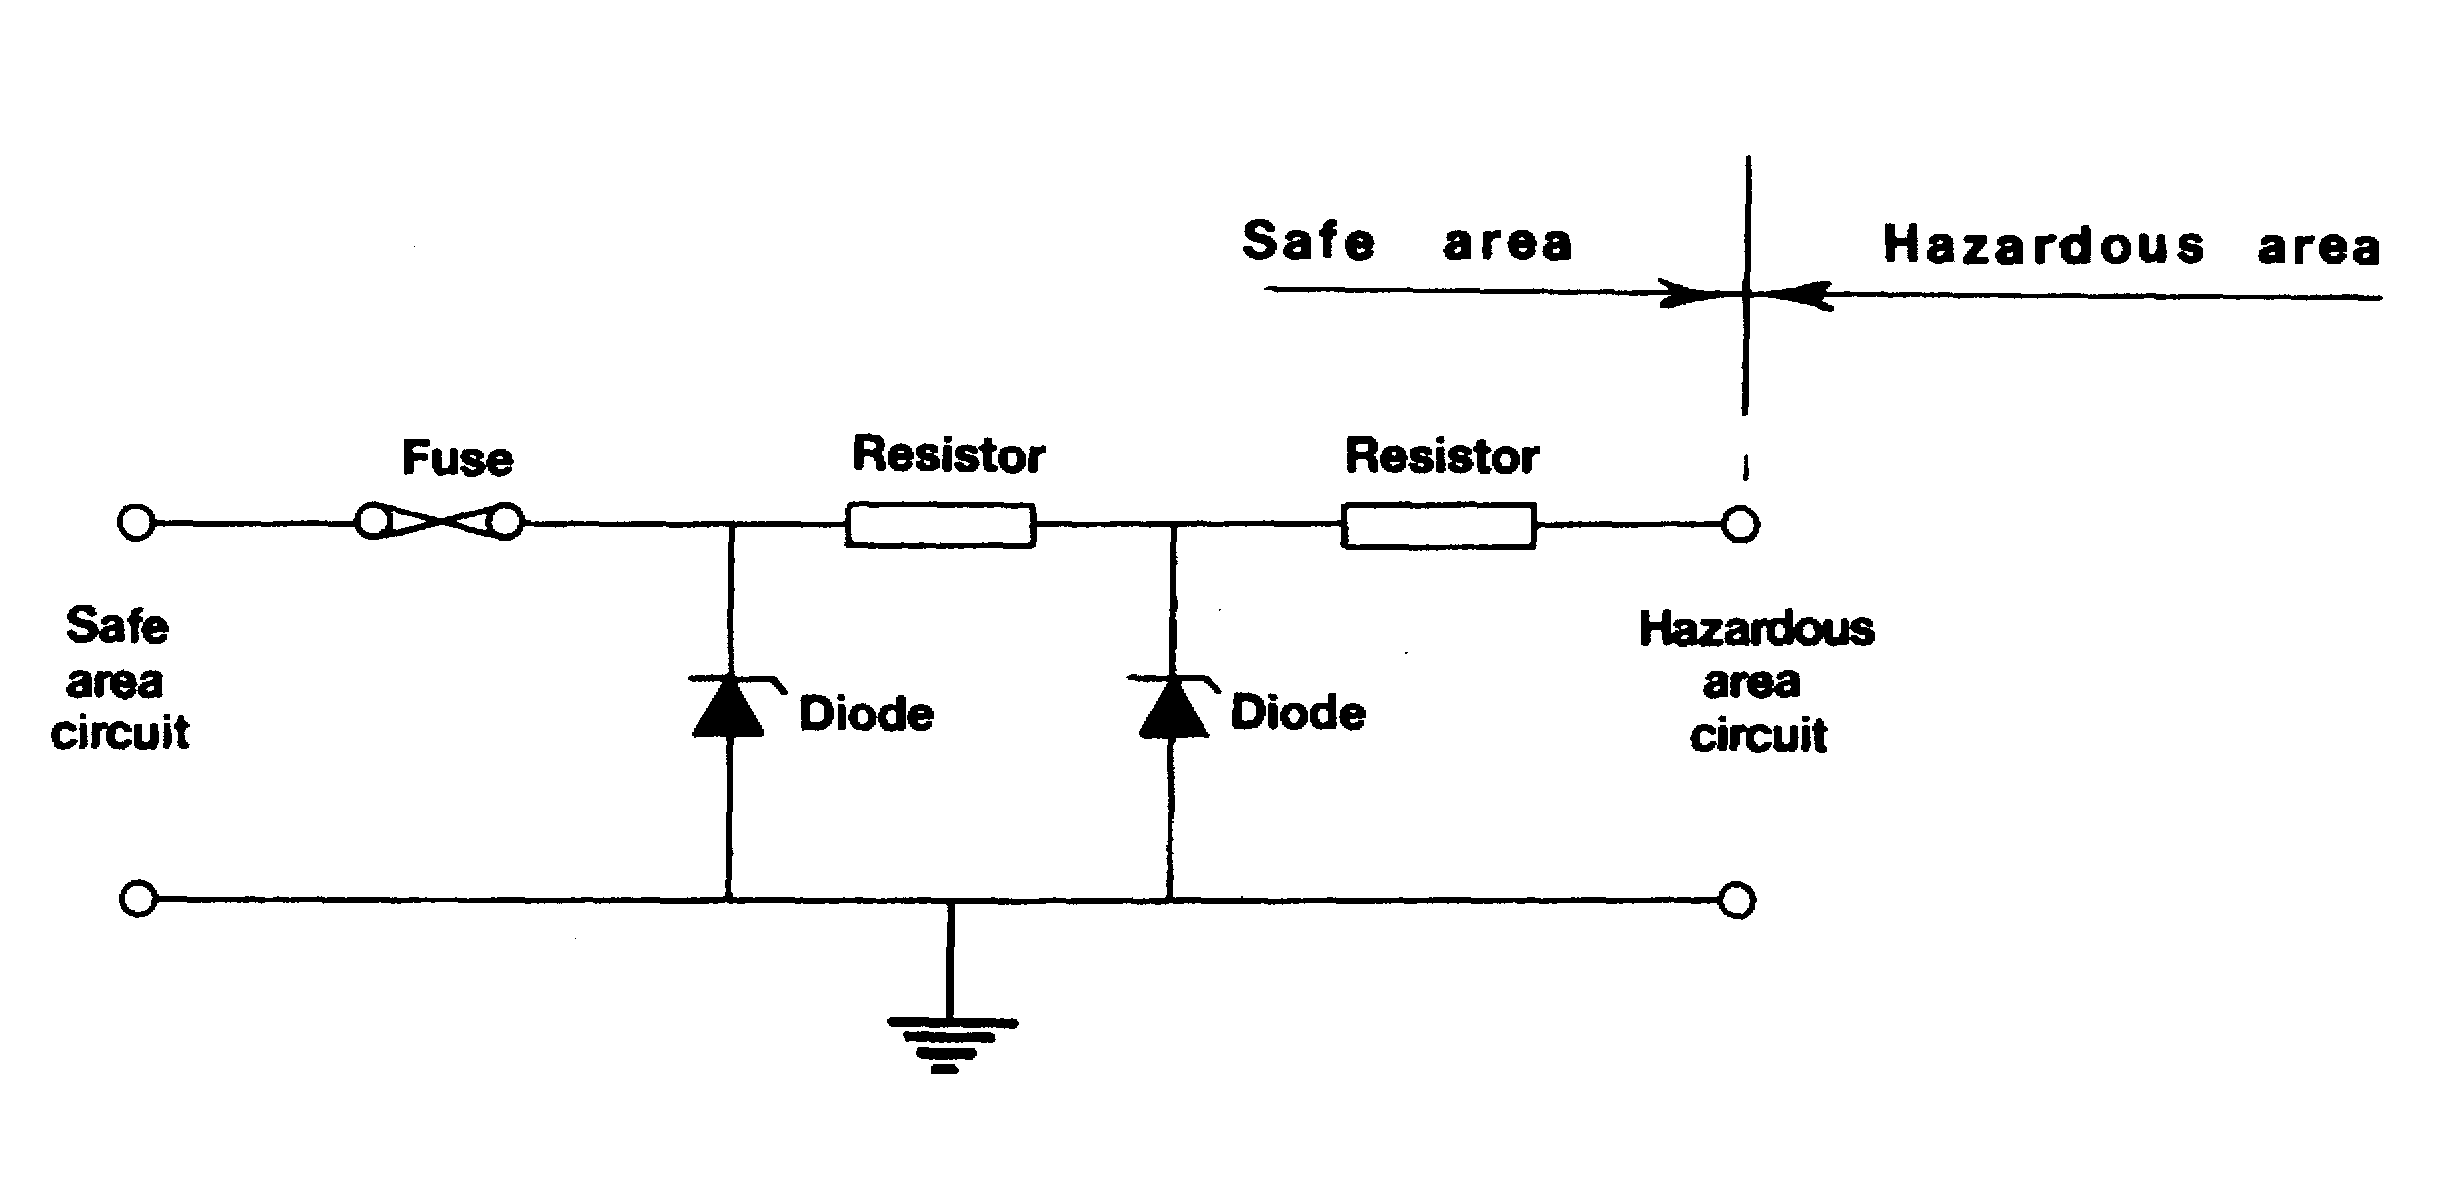 Safe area
Hazardous area
Fuse
Resistor
Resistor
Safe
area
circuit
Diode
Diode
Hazardous
area
circuit